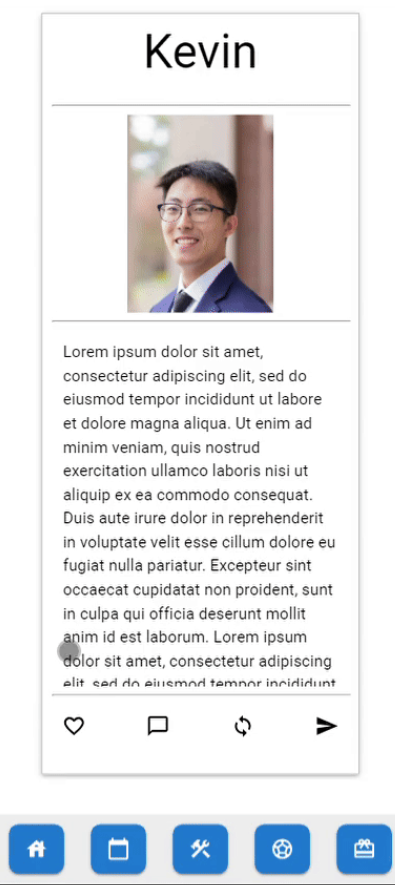 Kevin
Lorem ipsum dolor sit amet,
consectetur adipiscing elit, sed do
eiusmod tempor incididunt ut labore
et dolore magna aliqua. Ut enim ad
minim veniam, quis nostrud
exercitation ullamco laboris nisi ut
aliquip ex ea commodo consequat.
Duis aute irure dolor in reprehenderit
in voluptate velit esse cillum dolore eu
fugiat nulla pariatur. Excepteur sint
occaecat cupidatat non proident, sunt
in culpa qui officia deserunt mollit
anim id est laborum. Lorem ipsum
dolor sit amet, consectetur adipiscing
elit, sed do eiusmod tempor incididunt